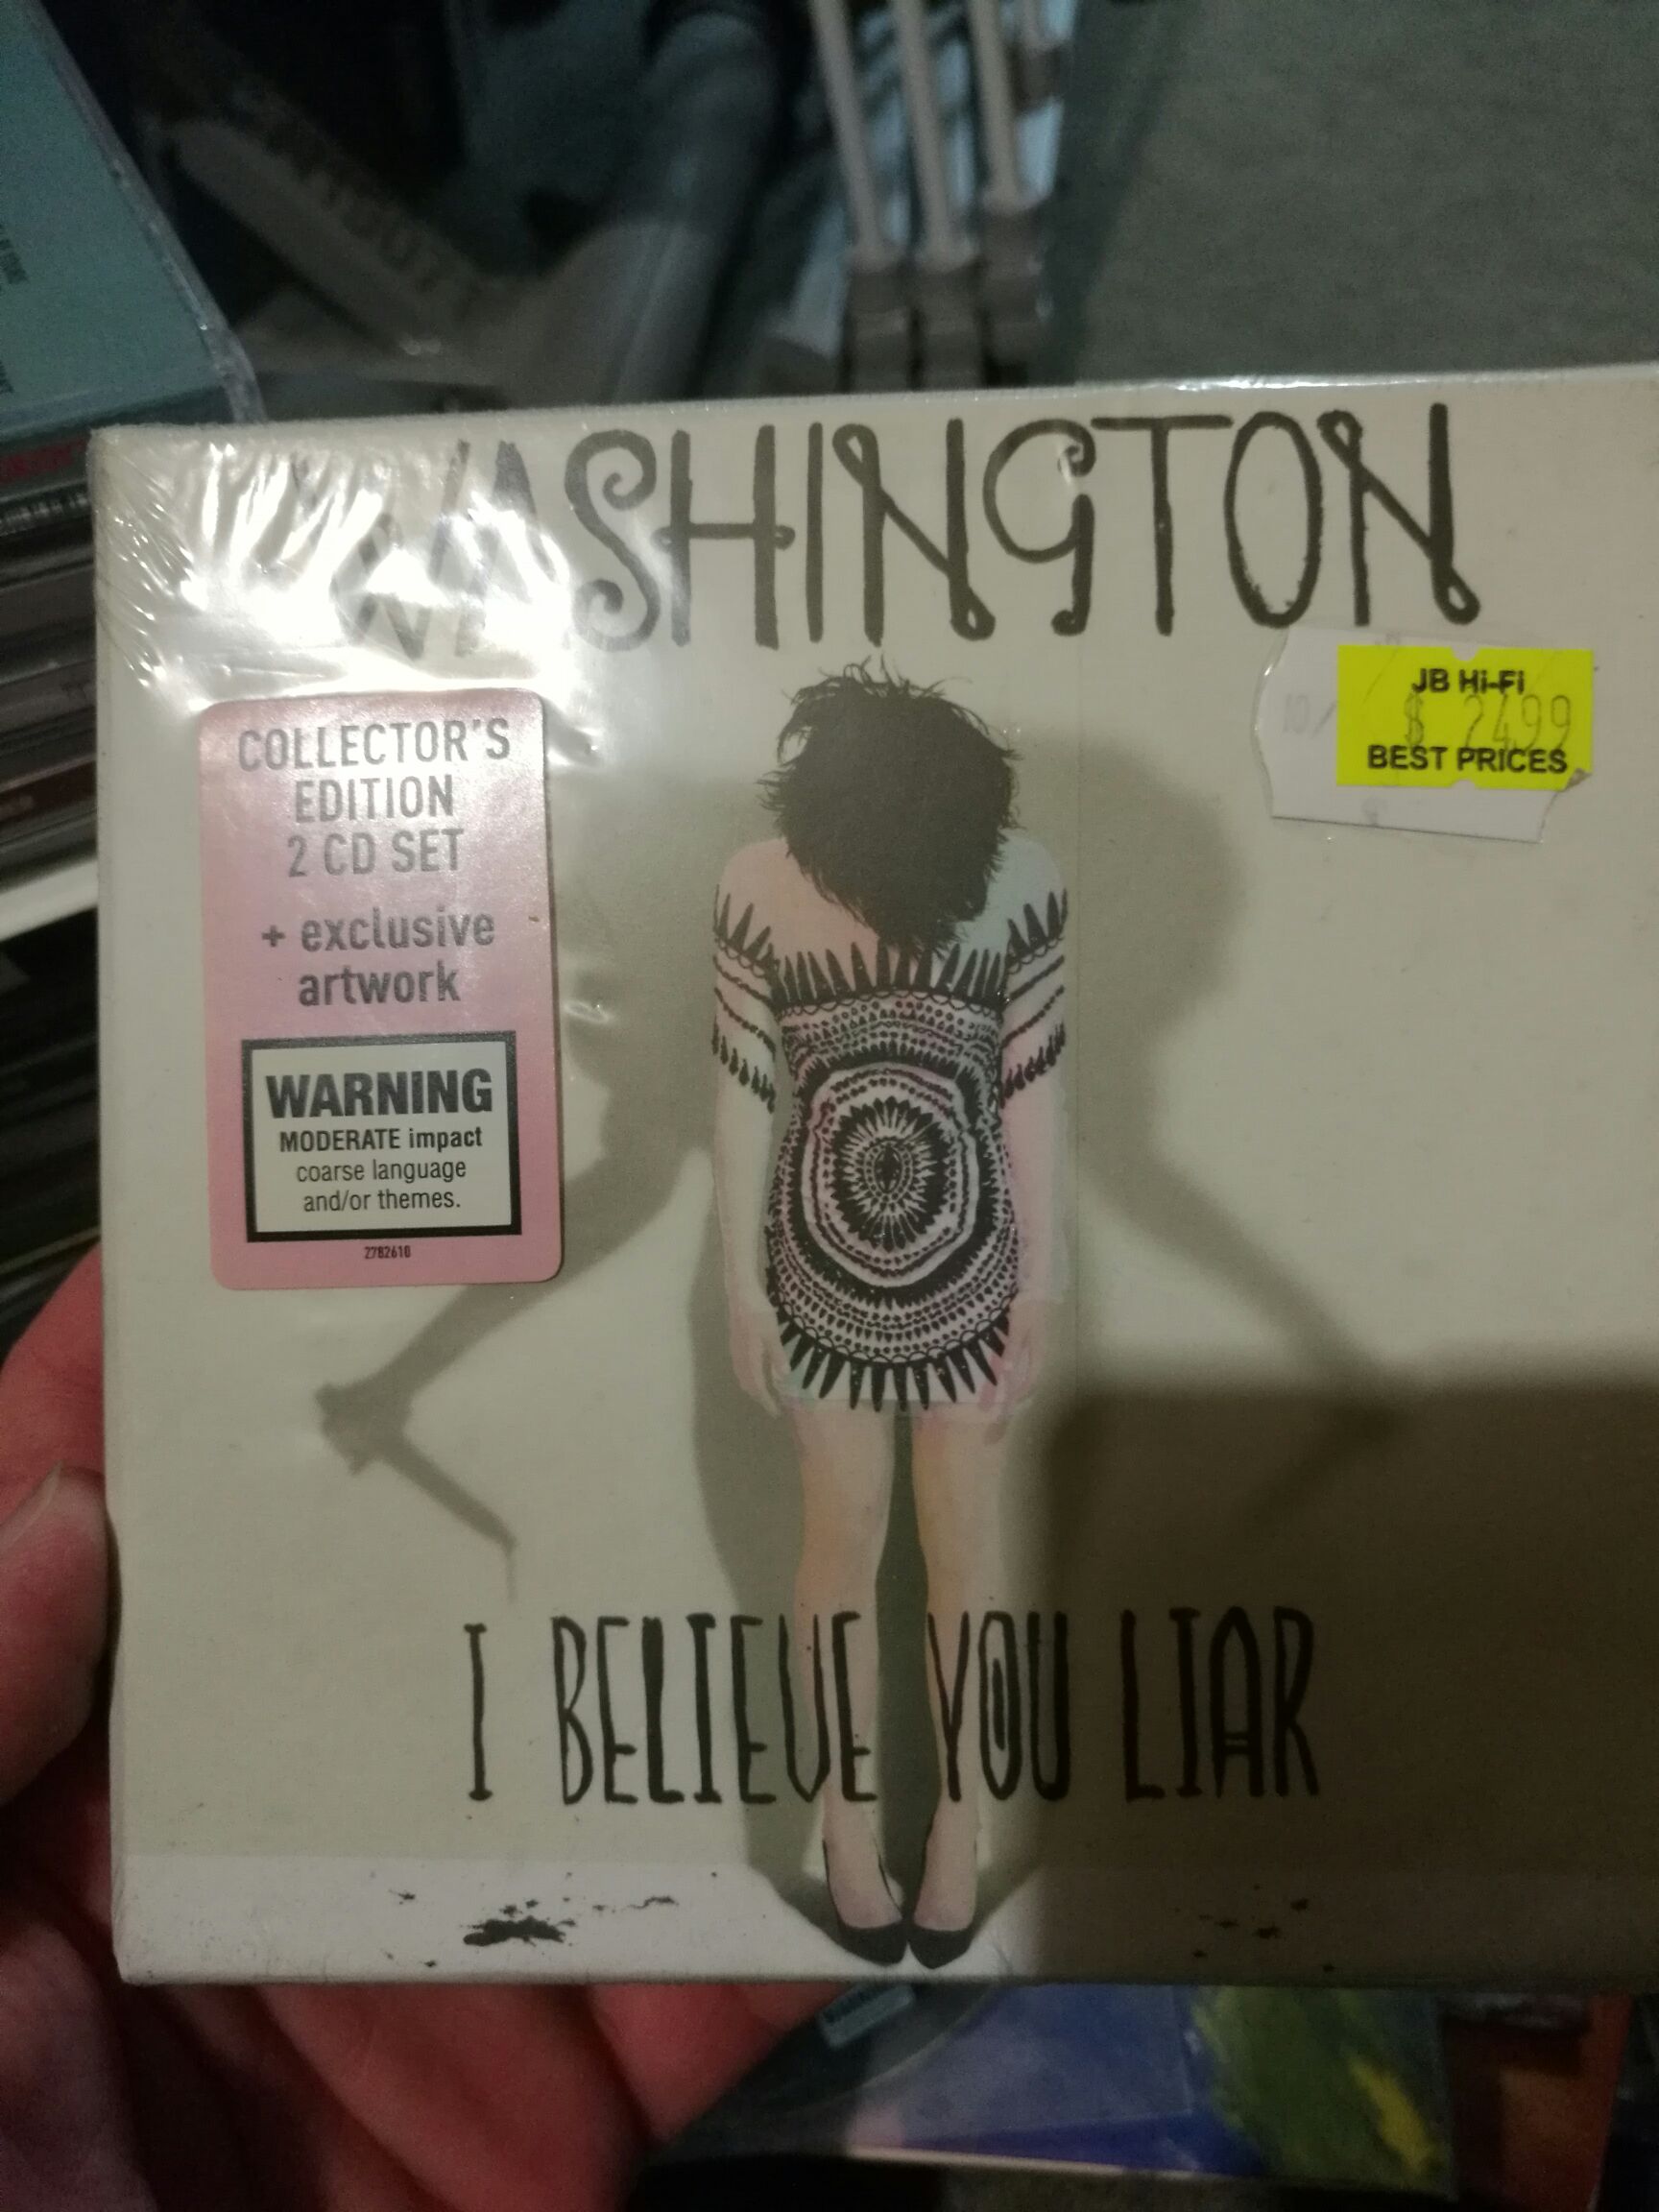 WASHINGTON
JB Hi-Fi
$ 24.99
BEST PRICES
COLLECTOR'S
EDITION
2 CD SET
+ exclusive
artwork
WARNING
MODERATE impact
coarse language
and/or themes.
2782610
I BELIEVE YOU LIAR